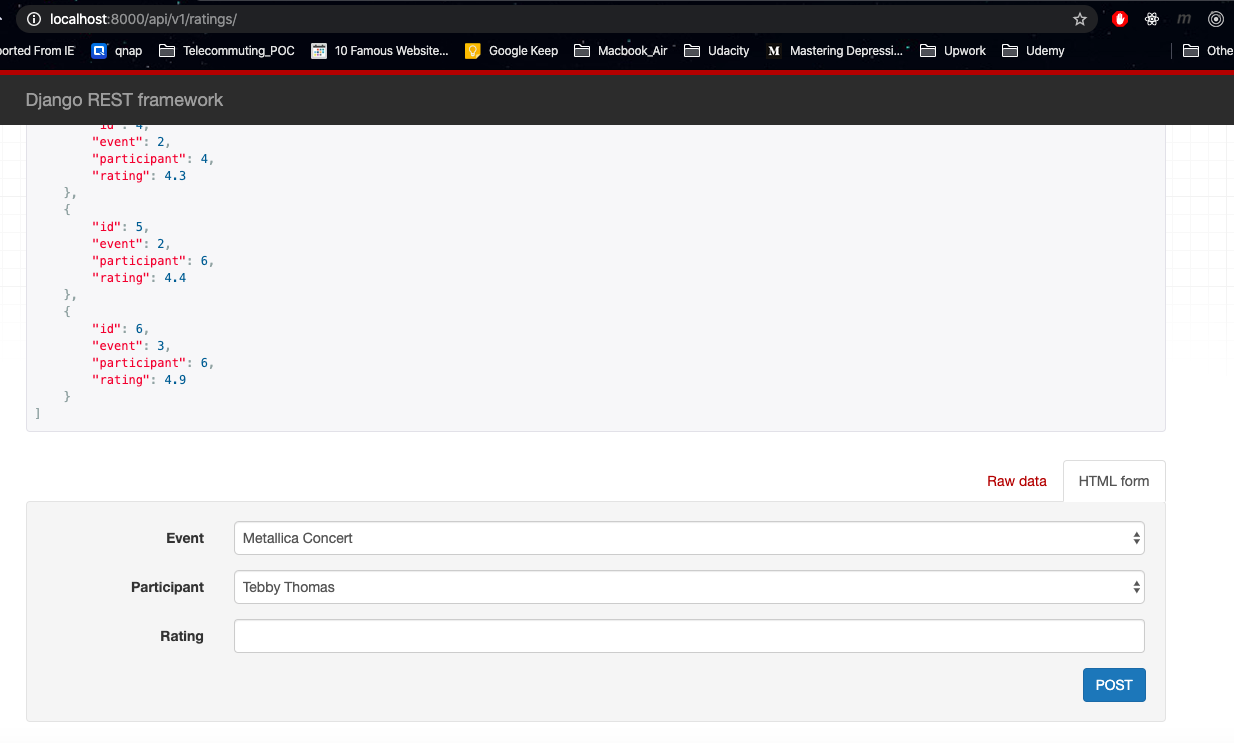 localhost:8000/api/v1/ratings/
orted From IE qnap Telecommuting_POC 10 Famous Website... Google Keep Macbook_Air Udacity M Mastering Depressi... Upwork Udemy Othe
Django REST framework
"id": 4,
"event": 2,
"participant": 4,
"rating": 4.3
},
{
"id": 5,
"event": 2,
"participant": 6,
"rating": 4.4
},
{
"id": 6,
"event": 3,
"participant": 6,
"rating": 4.9
}
]
Raw data HTML form
Event Metallica Concert
Participant Tebby Thomas
Rating
POST